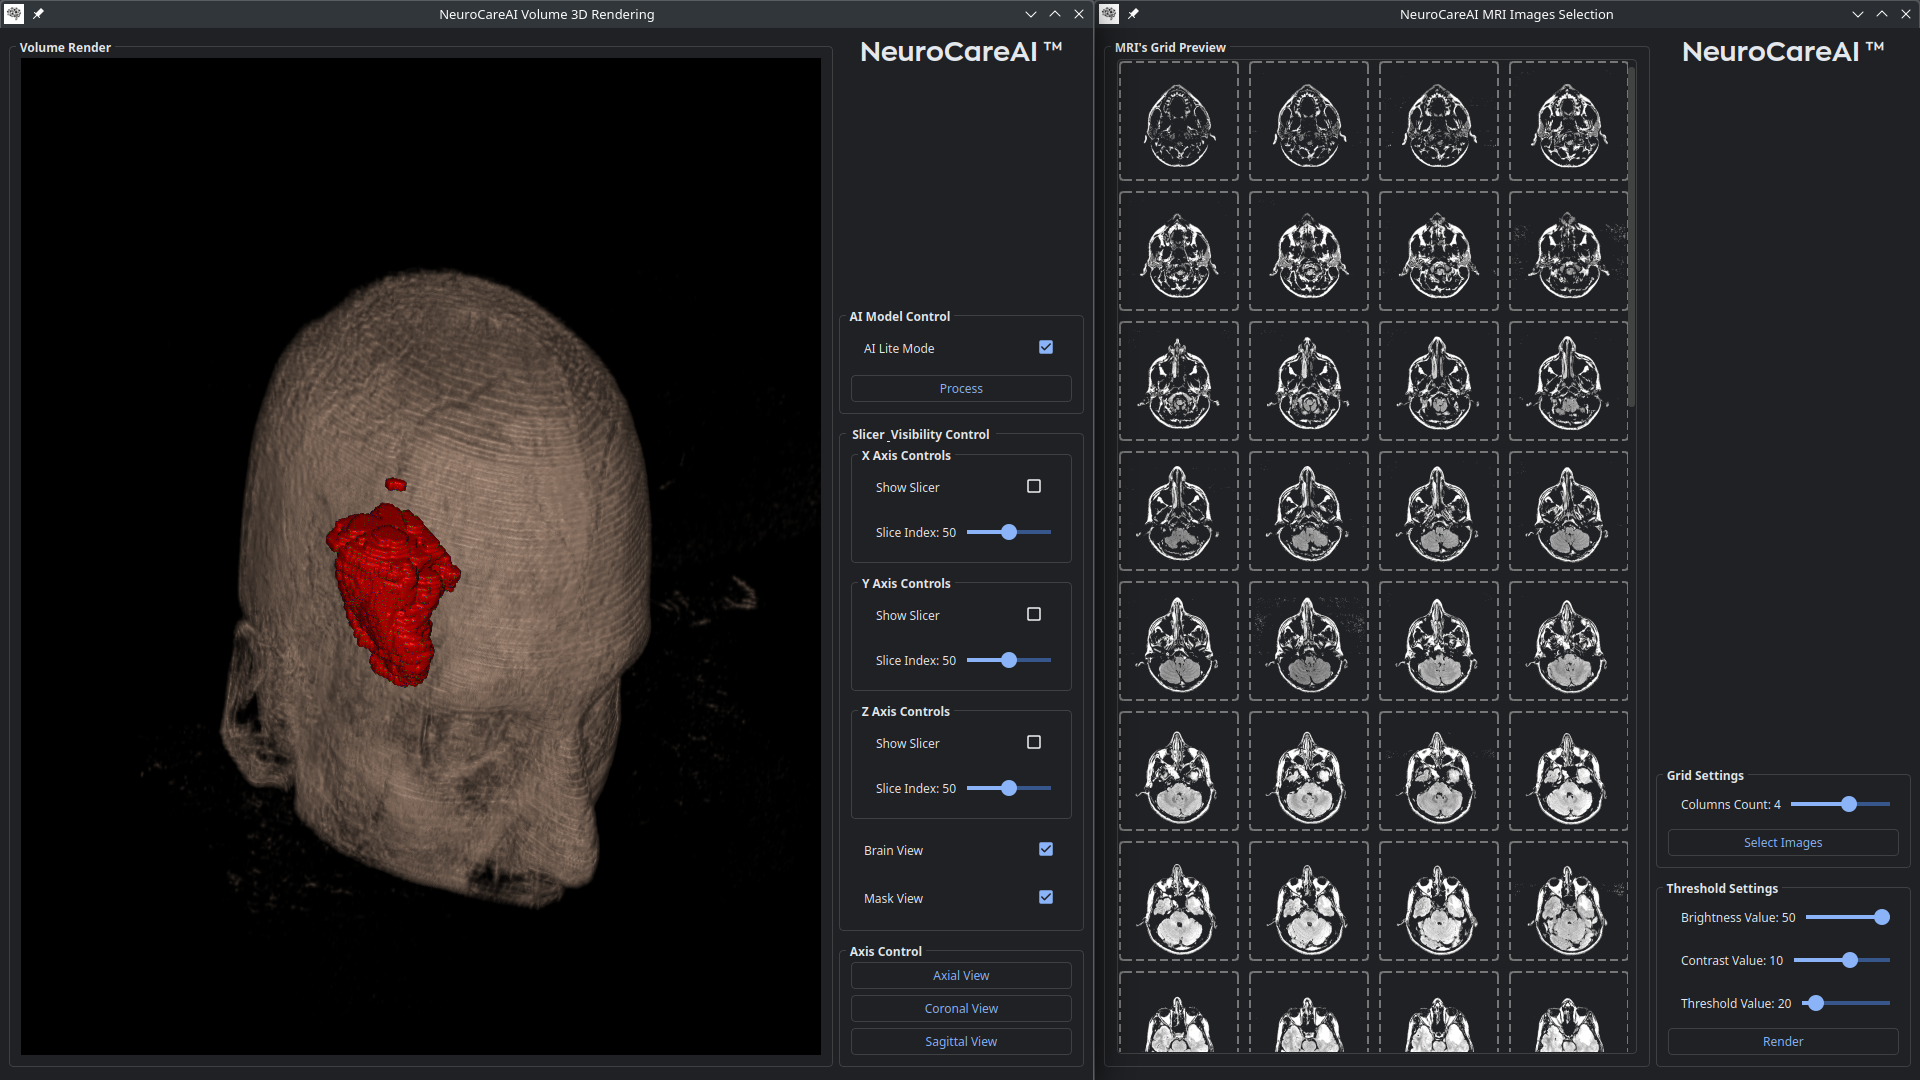 NeuroCareAI Volume 3D Rendering
Volume Render
NeuroCareAI ™
AI Model Control
AI Lite Mode
Process
Slicer_Visibility Control
X Axis Controls
Show Slicer
Slice Index: 50
Y Axis Controls
Show Slicer
Slice Index: 50
Z Axis Controls
Show Slicer
Slice Index: 50
Brain View
Mask View
Axis Control
Axial View
Coronal View
Sagittal View
NeuroCareAI MRI Images Selection
MRI's Grid Preview
NeuroCareAI ™
Grid Settings
Columns Count: 4
Select Images
Threshold Settings
Brightness Value: 50
Contrast Value: 10
Threshold Value: 20
Render